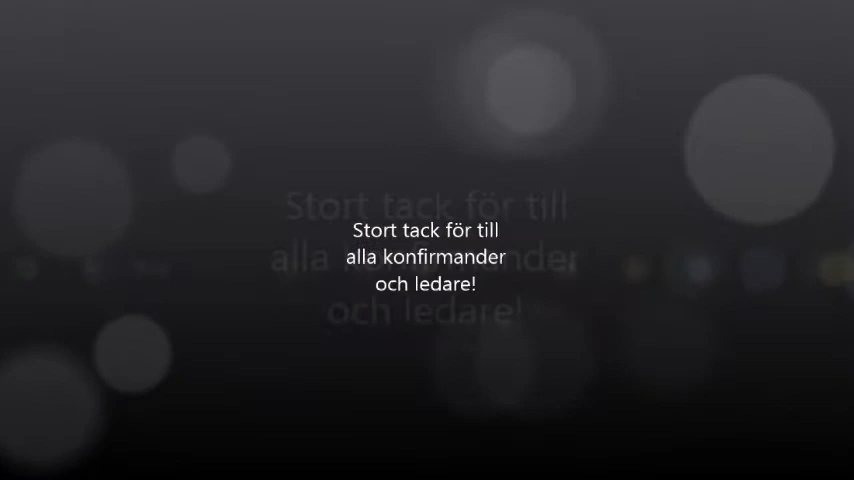 Stort tack för till
alla konfirmander
och ledare!